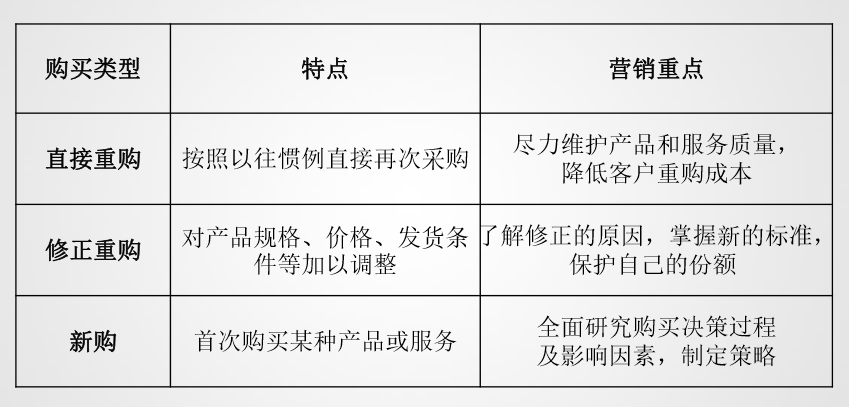 购买类型
特点
营销重点
直接重购
按照以往惯例直接再次采购
尽力维护产品和服务质量，
降低客户重购成本
修正重购
对产品规格、价格、发货条
件等加以调整
了解修正的原因，掌握新的标准，
保护自己的份额
新购
首次购买某种产品或服务
全面研究购买决策过程
及影响因素，制定策略